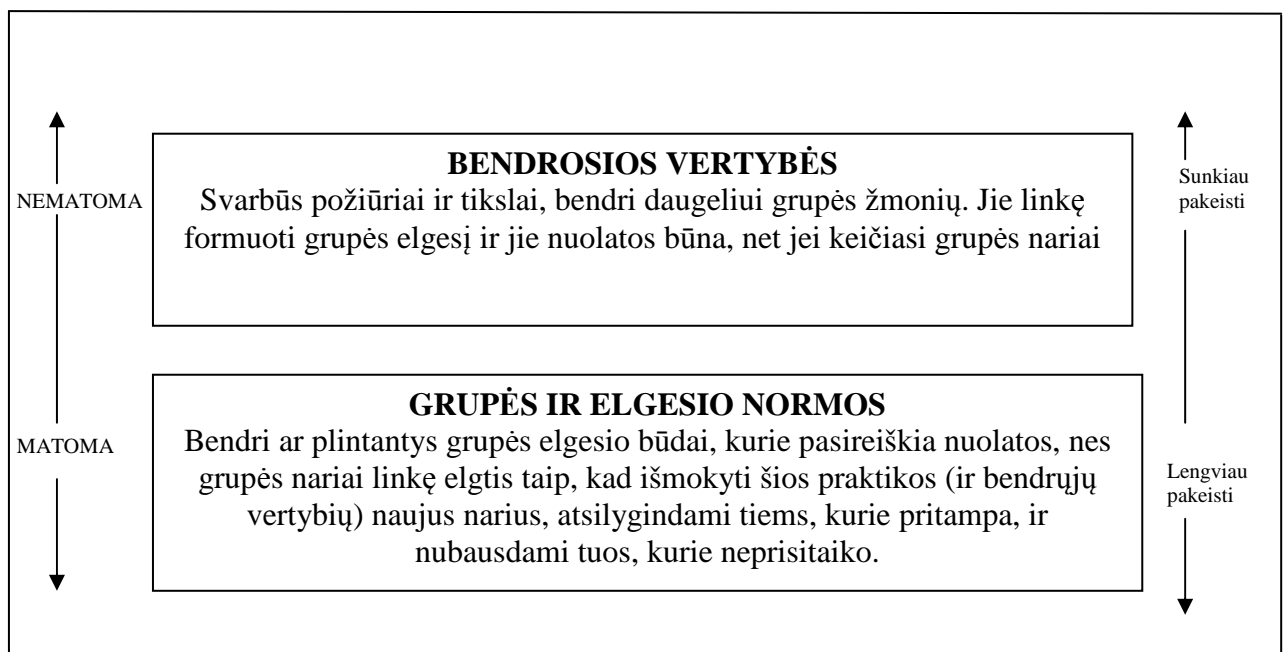 BENDROSIOS VERTYBĖS
Svarbūs požiūriai ir tikslai, bendri daugeliui grupės žmonių. Jie linkę
formuoti grupės elgesį ir jie nuolatos būna, net jei keičiasi grupės nariai
NEMATOMA
Sunkiau
pakeisti
GRUPĖS IR ELGESIO NORMOS
Bendri ar plintantys grupės elgesio būdai, kurie pasireiškia nuolatos, nes
grupės nariai linkę elgtis taip, kad išmokyti šios praktikos (ir bendrųjų
vertybių) naujus narius, atsilygindami tiems, kurie pritampa, ir
nubausdami tuos, kurie neprisitaiko.
MATOMA
Lengviau
pakeisti